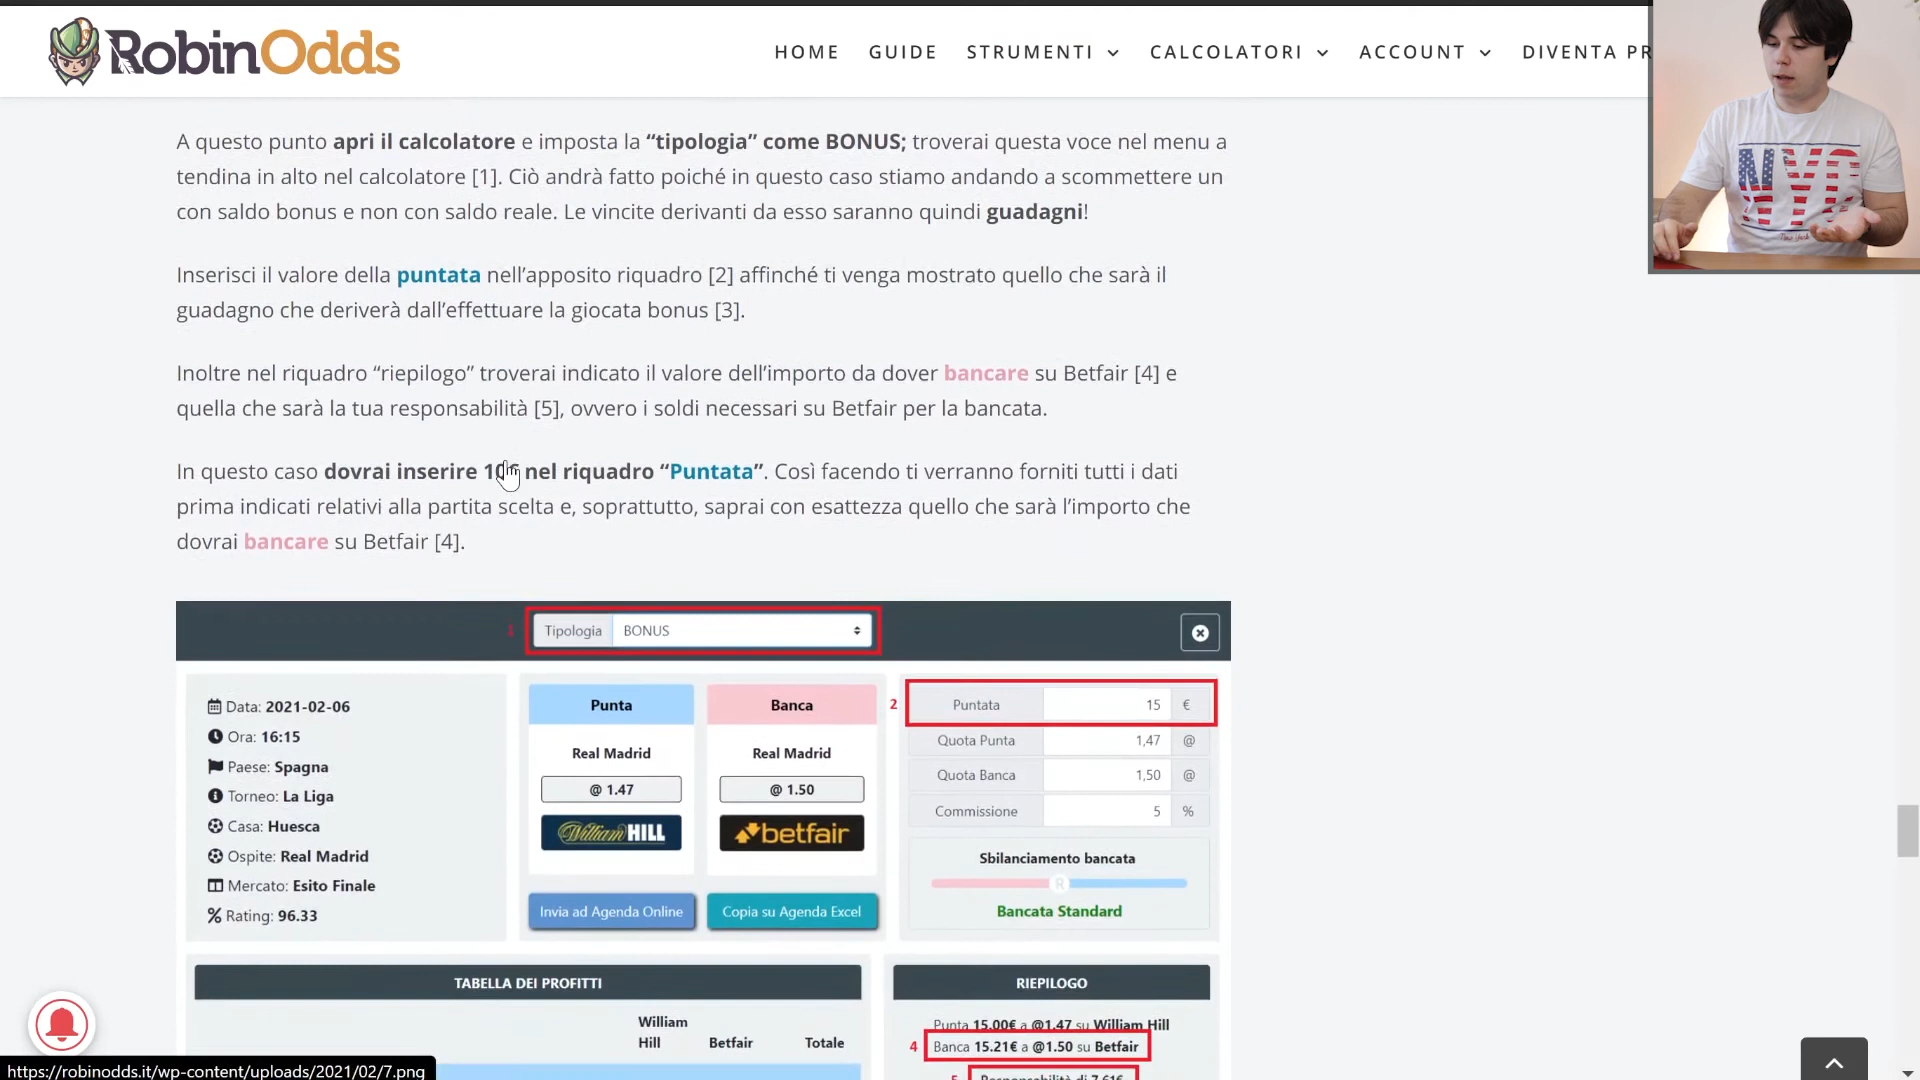 RobinOdds
HOME GUIDE STRUMENTI CALCOLATORI ACCOUNT DIVENTA
NYC
New York
A questo punto apri il calcolatore e imposta la “tipologia” come BONUS; troverai questa voce nel menu a
tendina in alto nel calcolatore [1]. Ciò andrà fatto poiché in questo caso stiamo andando a scommettere un
con saldo bonus e non con saldo reale. Le vincite derivanti da esso saranno quindi guadagni!
Inserisci il valore della puntata nell’apposito riquadro [2] affinché ti venga mostrato quello che sarà il
guadagno che deriverà dall’effettuare la giocata bonus [3].
Inoltre nel riquadro “riepilogo” troverai indicato il valore dell’importo da dover bancare su Betfair [4] e
quella che sarà la tua responsabilità [5], ovvero i soldi necessari su Betfair per la bancata.
In questo caso dovrai inserire nel riquadro “Puntata”. Così facendo ti verranno forniti tutti i dati
prima indicati relativi alla partita scelta e, soprattutto, saprai con esattezza quello che sarà l’importo che
dovrai bancare su Betfair [4].
1 Tipologia BONUS
Data: 2021-02-06
Ora: 16:15
Paese: Spagna
Torneo: La Liga
Casa: Huesca
Ospite: Real Madrid
Mercato: Esito Finale
Rating: 96.33
Punta Banca
Real Madrid Real Madrid
@ 1.47 @ 1.50
William HILL betfair
Invia ad Agenda Online Copia su Agenda Excel
2 Puntata 15 €
Quota Punta 1,47 @
Quota Banca 1,50 @
Commissione 5 %
Sbilanciamento bancata
R
Bancata Standard
TABELLA DEI PROFITTI
William
Hill Betfair Totale
RIEPILOGO
Punta 15.00€ a @1.47 su William Hill
4 Banca 15.21€ a @1.50 su Betfair
5 Responsabilità di 7.61€
https://robinodds.it/wp-content/uploads/2021/02/7.png